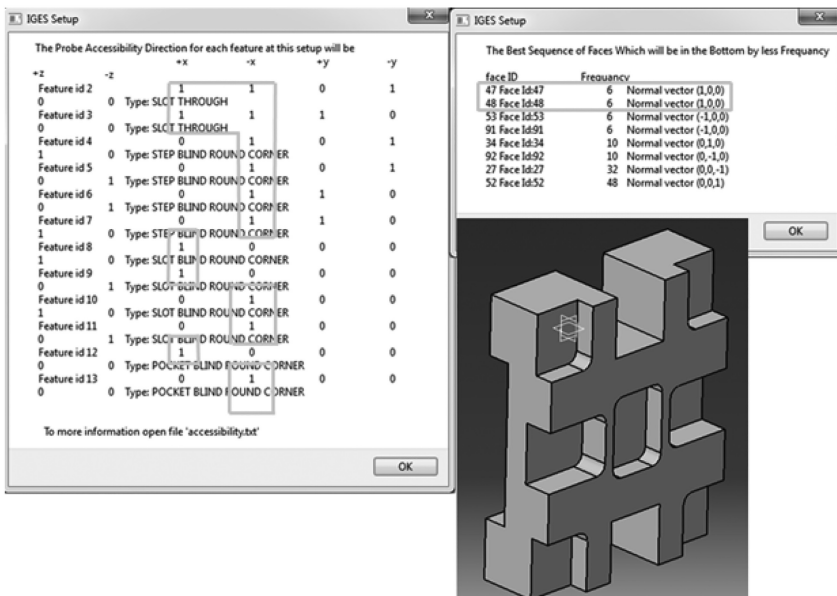 IGES Setup
The Probe Accessibility Direction for each feature at this setup will be
+x -x +y -y
+z -z
Feature id 2 1 1 0 1
0 0 Type: SLOT THROUGH
Feature id 3 1 1 1 0
0 0 Type: SLOT THROUGH
Feature id 4 0 1 0 1
1 0 Type: STEP BLIND ROUND CORNER
Feature id 5 0 1 0 1
0 1 Type: STEP BLIND ROUND CORNER
Feature id 6 0 1 1 0
0 1 Type: STEP BLIND ROUND CORNER
Feature id 7 0 1 1 0
1 0 Type: STEP BLIND ROUND CORNER
Feature id 8 1 0 0 0
1 0 Type: SLOT BLIND ROUND CORNER
Feature id 9 1 0 0 0
0 1 Type: SLOT BLIND ROUND CORNER
Feature id 10 0 1 0 0
1 0 Type: SLOT BLIND ROUND CORNER
Feature id 11 0 1 0 0
0 1 Type: SLOT BLIND ROUND CORNER
Feature id 12 1 0 0 0
0 0 Type: POCKET BLIND ROUND CORNER
Feature id 13 0 1 0 0
0 0 Type: POCKET BLIND ROUND CORNER
To more information open file 'accessibility.txt'
OK
IGES Setup
The Best Sequence of Faces Which will be in the Bottom by less Frequancy
face ID Frequancy
47 Face Id:47 6 Normal vector (1,0,0)
48 Face Id:48 6 Normal vector (1,0,0)
53 Face Id:53 6 Normal vector (-1,0,0)
91 Face Id:91 6 Normal vector (-1,0,0)
34 Face Id:34 10 Normal vector (0,1,0)
92 Face Id:92 10 Normal vector (0,-1,0)
27 Face Id:27 32 Normal vector (0,0,-1)
52 Face Id:52 48 Normal vector (0,0,1)
OK